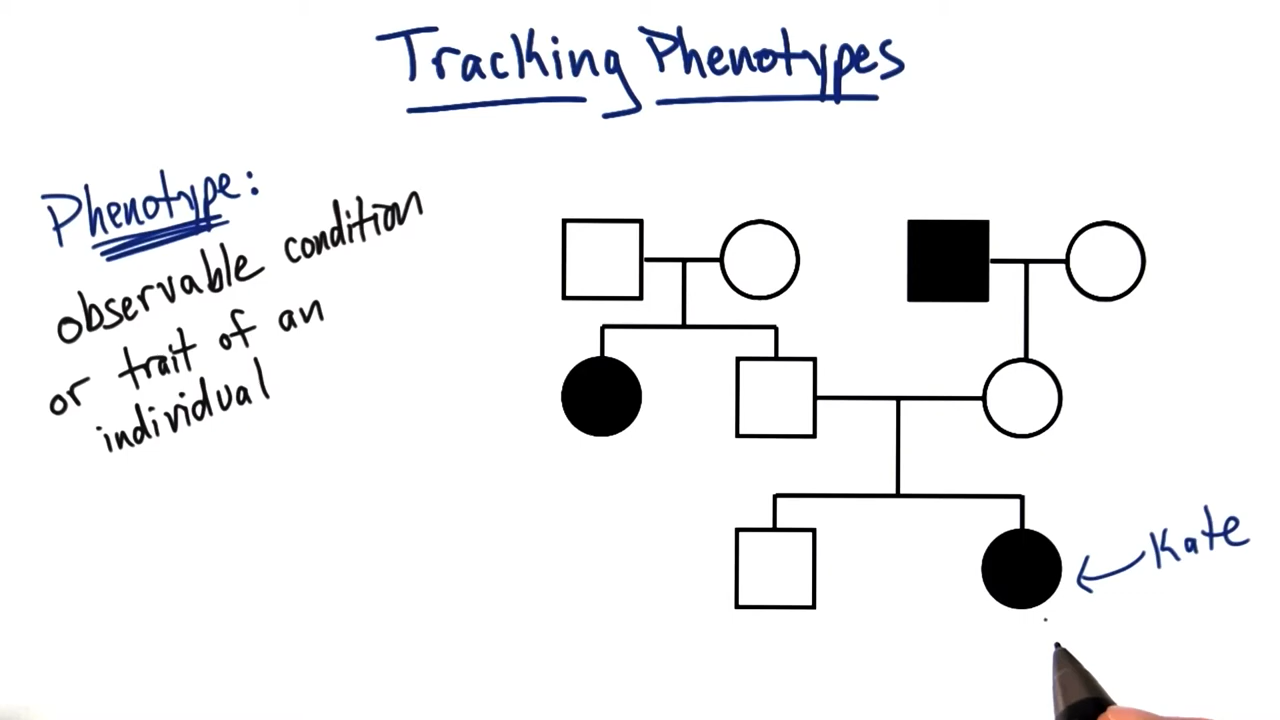 Tracking Phenotypes
Phenotype:
observable condition
or trait of an
individual
Kate